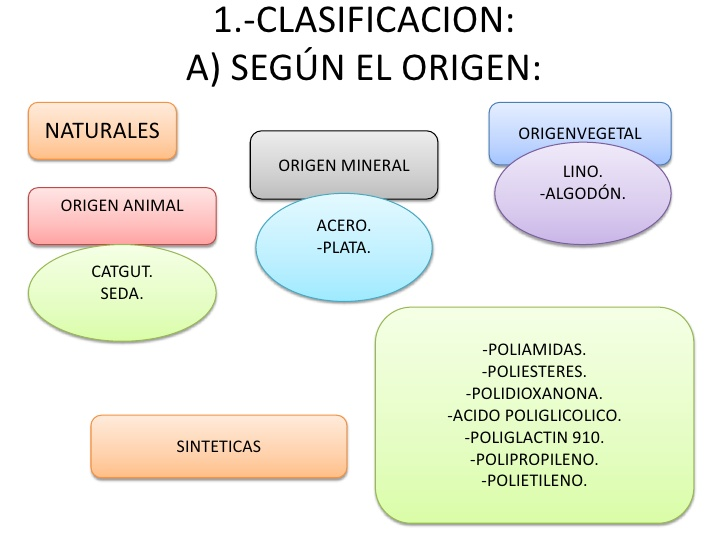 1.-CLASIFICACION:
A) SEGÚN EL ORIGEN:
NATURALES
ORIGEN ANIMAL
CATGUT.
SEDA.
ORIGEN MINERAL
ACERO.
-PLATA.
ORIGENVEGETAL
LINO.
-ALGODÓN.
SINTETICAS
-POLIAMIDAS.
-POLIESTERES.
-POLIDIOXANONA.
-ACIDO POLIGLICOLICO.
-POLIGLACTIN 910.
-POLIPROPILENO.
-POLIETILENO.